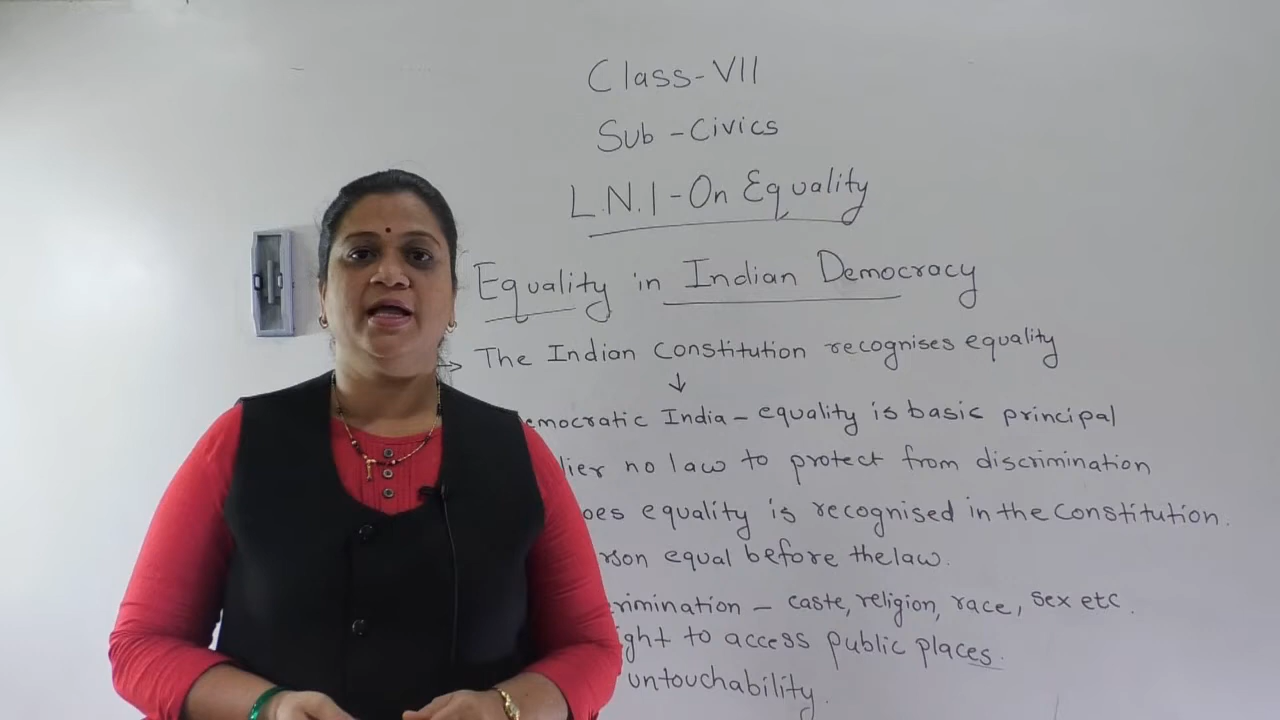 Class-VII
Sub - Civics
L.N.1 - On Equality
Equality in Indian Democracy
→ The Indian Constitution recognises equality
↓
emocratic India - equality is basic principal
lier no law to protect from discrimination
oes equality is recognised in the Constitution.
rson equal before the law.
rimination - caste, religion, race, sex etc.
ight to access public places.
untouchability.